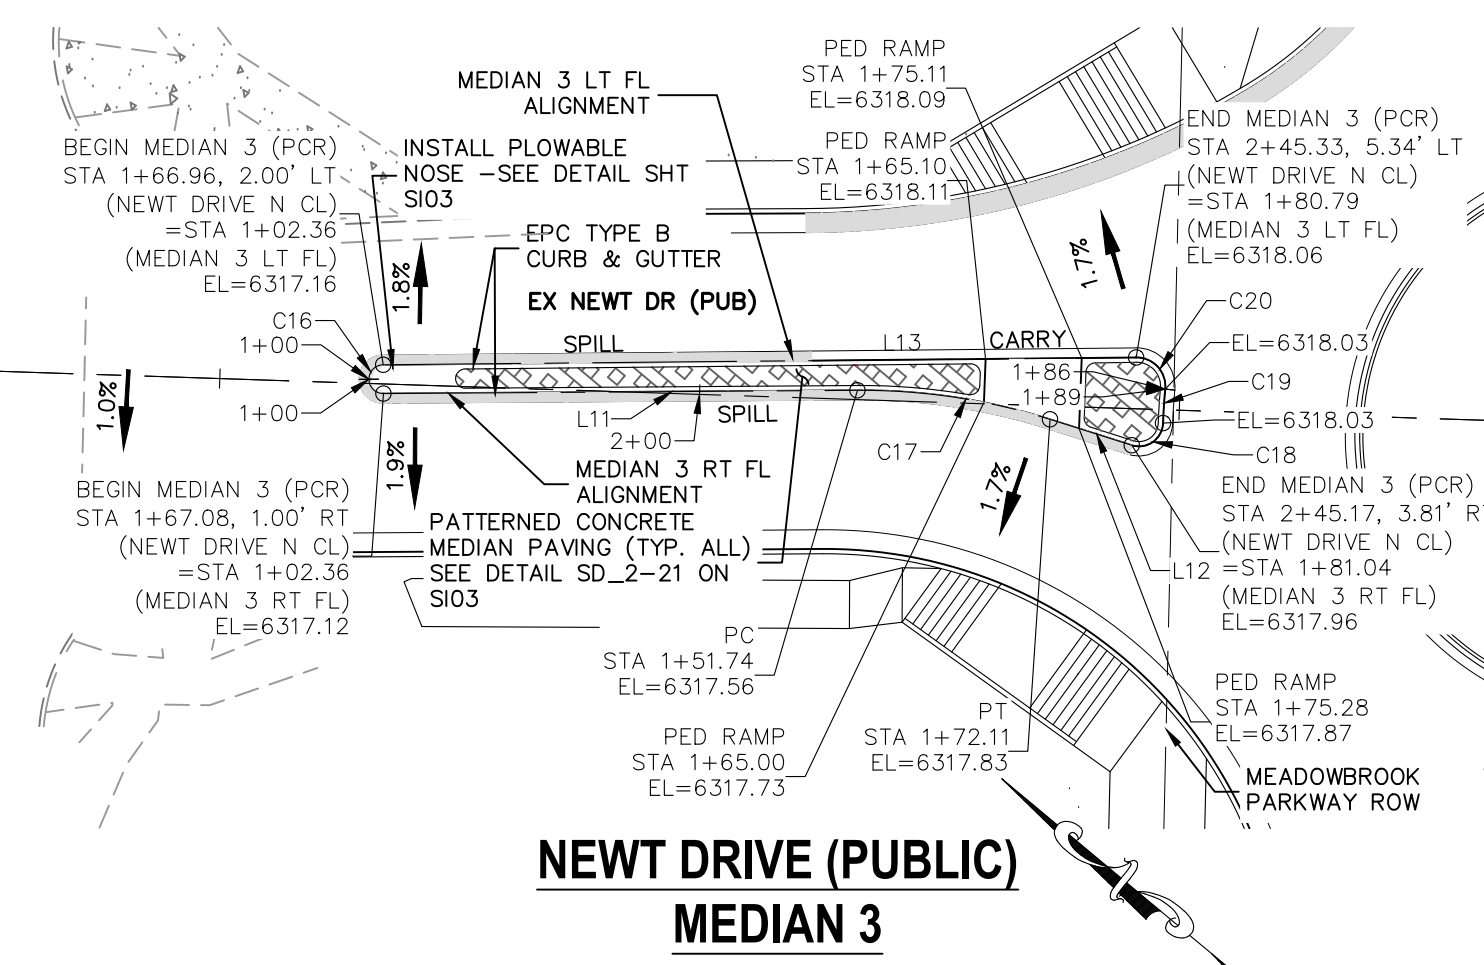 PED RAMP
STA 1+75.11
EL=6318.09
MEDIAN 3 LT FL
ALIGNMENT
BEGIN MEDIAN 3 (PCR)
STA 1+66.96, 2.00' LT
(NEWT DRIVE N CL)
=STA 1+02.36
(MEDIAN 3 LT FL)
EL=6317.16
INSTALL PLOWABLE
NOSE -SEE DETAIL SHT
SI03
PED RAMP
STA 1+65.10
EL=6318.11
END MEDIAN 3 (PCR)
STA 2+45.33, 5.34' LT
(NEWT DRIVE N CL)
=STA 1+80.79
(MEDIAN 3 LT FL)
EL=6318.06
EPC TYPE B
CURB & GUTTER
EX NEWT DR (PUB)
1.8%
1.7%
C16
1+00
1+00
SPILL
L13
CARRY
C20
EL=6318.03
1+86
1+89
C19
EL=6318.03
C18
1.0%
1.9%
L11
2+00
SPILL
C17
1.7%
MEDIAN 3 RT FL
ALIGNMENT
BEGIN MEDIAN 3 (PCR)
STA 1+67.08, 1.00' RT
(NEWT DRIVE N CL)
=STA 1+02.36
(MEDIAN 3 RT FL)
EL=6317.12
PATTERNED CONCRETE
MEDIAN PAVING (TYP. ALL)
SEE DETAIL SD_2-21 ON
SI03
END MEDIAN 3 (PCR)
STA 2+45.17, 3.81' R
(NEWT DRIVE N CL)
=STA 1+81.04
(MEDIAN 3 RT FL)
EL=6317.96
L12
PC
STA 1+51.74
EL=6317.56
PED RAMP
STA 1+65.00
EL=6317.73
PT
STA 1+72.11
EL=6317.83
PED RAMP
STA 1+75.28
EL=6317.87
MEADOWBROOK
PARKWAY ROW
NEWT DRIVE (PUBLIC)
MEDIAN 3